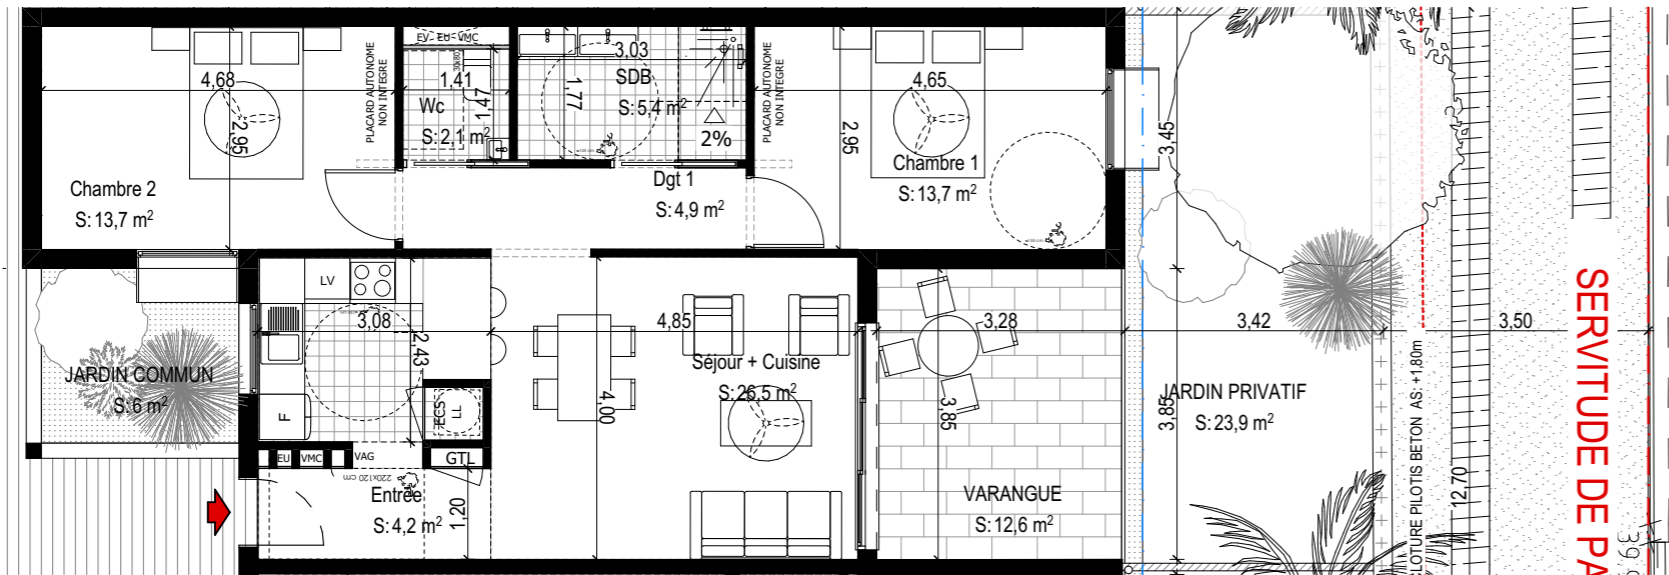 EV EU VMC
4,68
PLACARD AUTONOME
NON INTEGRE
2,95
Chambre 2
S: 13,7 m²
1,41
30x80
Wc
1,47
S: 2,1 m²
3,03
SDB
1,77
S: 5,4 m²
2%
PLACARD AUTONOME
NON INTEGRE
4,65
2,95
Chambre 1
S: 13,7 m²
Dgt 1
S: 4,9 m²
3,45
LV
3,08
2,43
F
ECS
LL
EU VMC
VAG
GTL
220x120 cm
Entrée
S: 4,2 m²
1,20
JARDIN COMMUN
S: 6 m²
4,85
Séjour + Cuisine
S: 26,5 m²
4,00
3,28
3,85
VARANGUE
S: 12,6 m²
3,42
JARDIN PRIVATIF
S: 23,9 m²
3,85
CLOTURE PILOTIS BETON AS: +1,80m
12,70
3,50
SERVITUDE DE PA